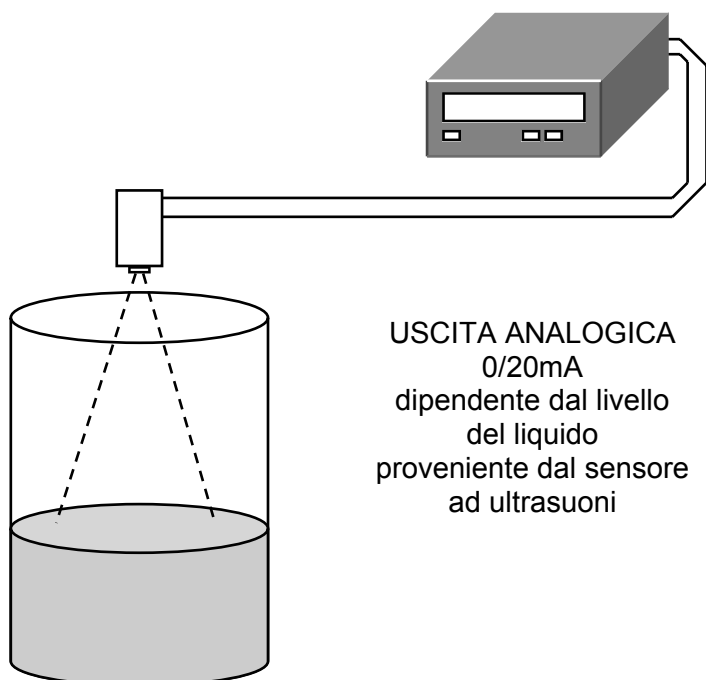 USCITA ANALOGICA
0/20mA
dipendente dal livello
del liquido
proveniente dal sensore
ad ultrasuoni